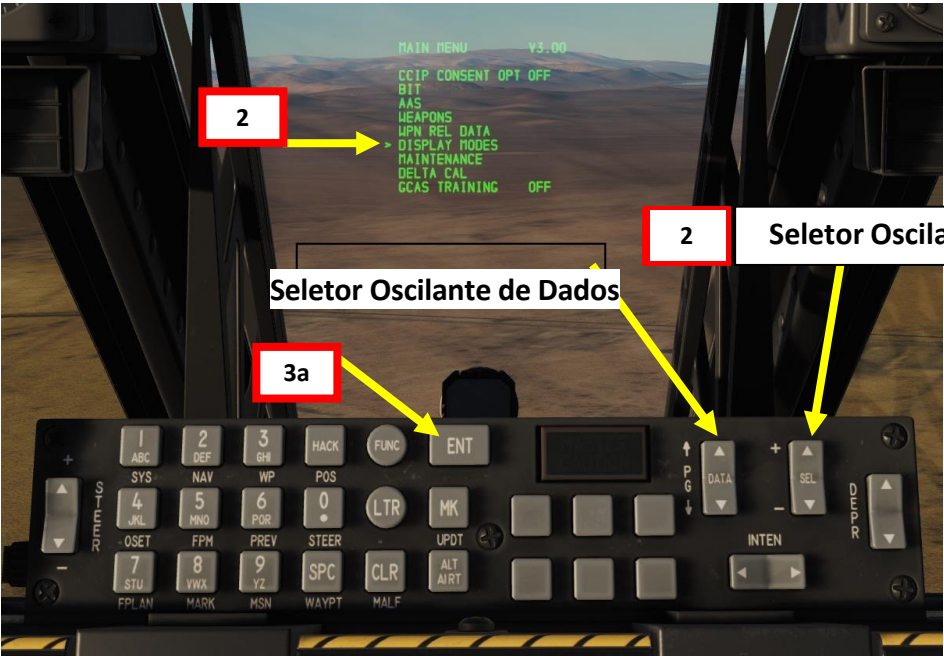 MAIN MENU V3.00
CCIP CONSENT OPT OFF
BIT
AAS
WEAPONS
WPN REL DATA
> DISPLAY MODES
MAINTENANCE
DELTA CAL
GCAS TRAINING OFF
2
2 Seletor Oscila
Seletor Oscilante de Dados
3a
1 ABC 2 DEF 3 GHI HACK FUNC ENT
SYS NAV WP POS
4 JKL 5 MNO 6 PQR 0 LTR MK
OSET FPM PREV STEER UPDT
7 STU 8 VWX 9 YZ SPC CLR ALT AIRT
FPLAN MARK MSN WAYPT MALF
+ STEER -
PG DATA
+ SEL -
DEPR
INTEN